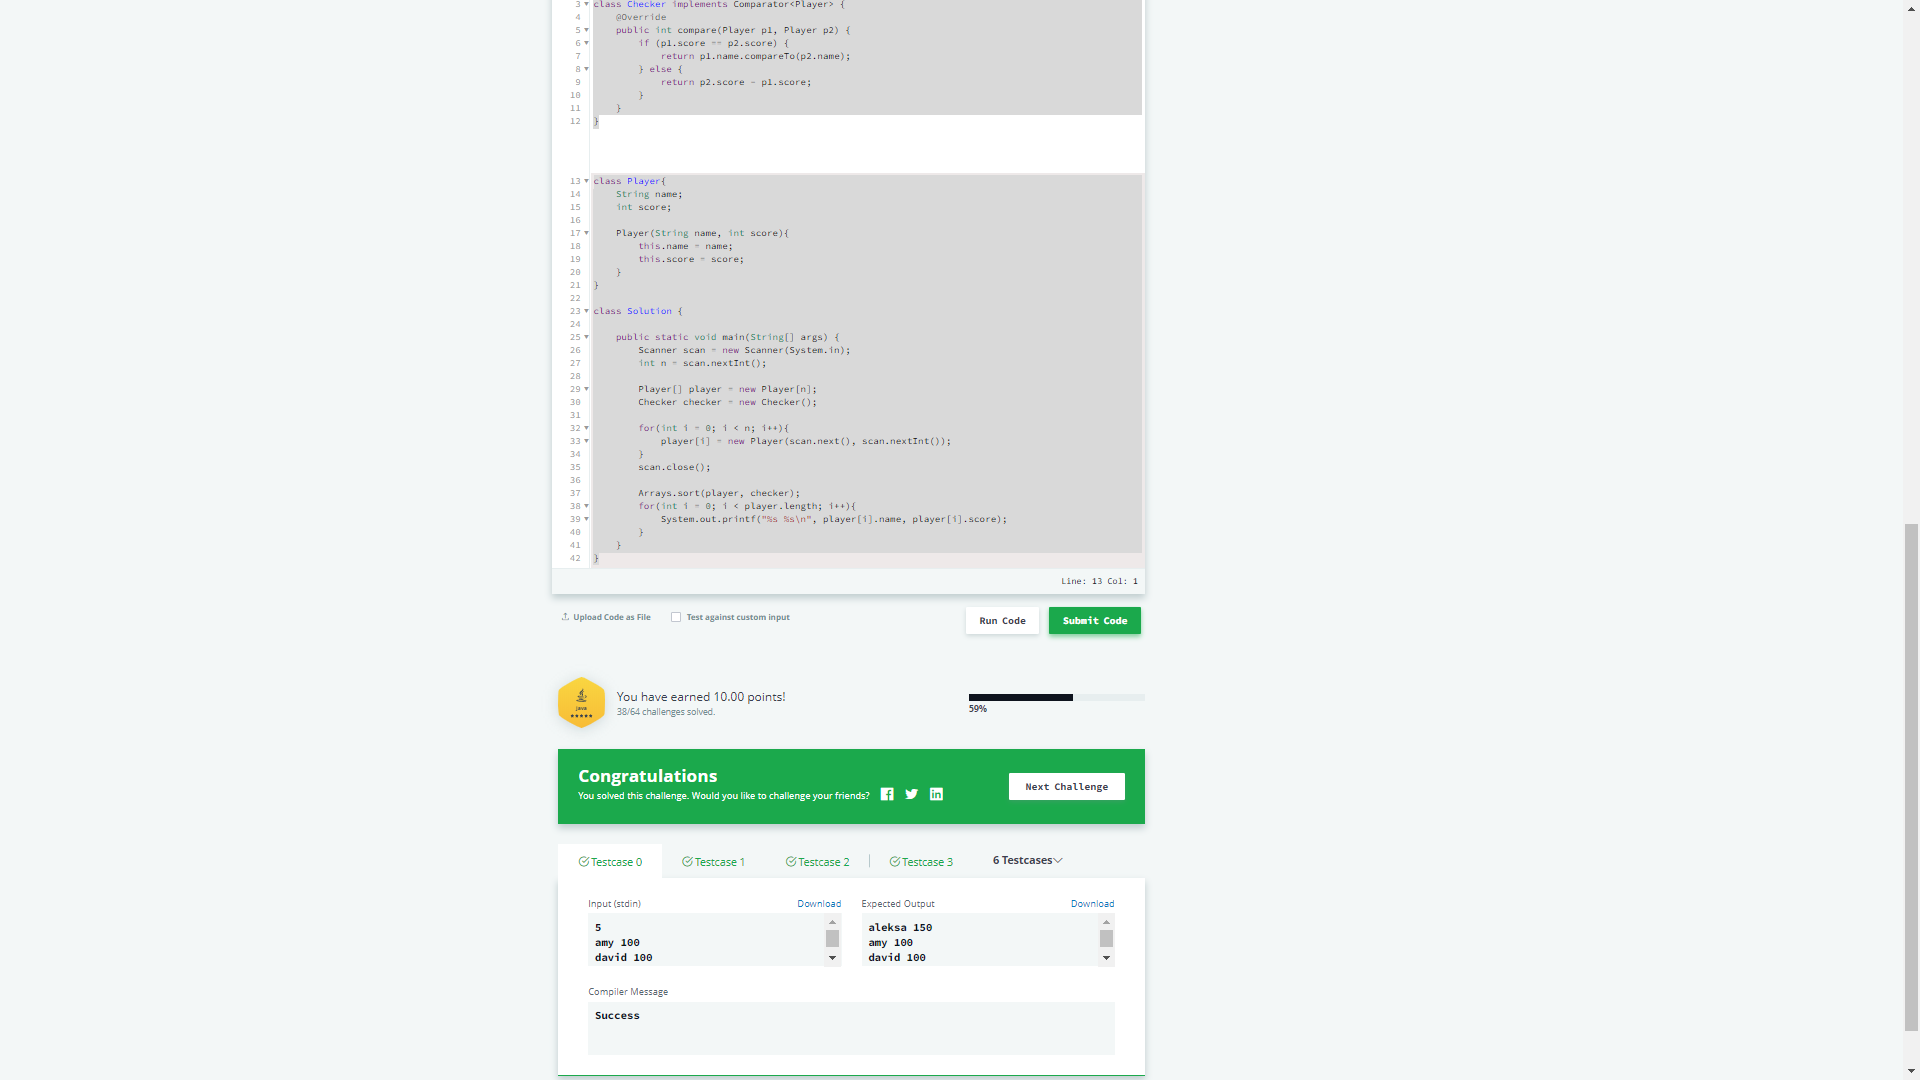 3 class Checker implements Comparator<Player> {
4 @Override
5 public int compare(Player p1, Player p2) {
6 if (p1.score == p2.score) {
7 return p1.name.compareTo(p2.name);
8 } else {
9 return p2.score - p1.score;
10 }
11 }
12 }
13 class Player{
14 String name;
15 int score;
16
17 Player(String name, int score){
18 this.name = name;
19 this.score = score;
20 }
21 }
22
23 class Solution {
24
25 public static void main(String[] args) {
26 Scanner scan = new Scanner(System.in);
27 int n = scan.nextInt();
28
29 Player[] player = new Player[n];
30 Checker checker = new Checker();
31
32 for(int i = 0; i < n; i++){
33 player[i] = new Player(scan.next(), scan.nextInt());
34 }
35 scan.close();
36
37 Arrays.sort(player, checker);
38 for(int i = 0; i < player.length; i++){
39 System.out.printf("%s %s\n", player[i].name, player[i].score);
40 }
41 }
42 }
Line: 13 Col: 1
Upload Code as File Test against custom input Run Code Submit Code
java
You have earned 10.00 points!
38/64 challenges solved.
59%
Congratulations
You solved this challenge. Would you like to challenge your friends?
Next Challenge
Testcase 0 Testcase 1 Testcase 2 Testcase 3 6 Testcases
Input (stdin) Download Expected Output Download
5 aleksa 150
amy 100 amy 100
david 100 david 100
Compiler Message
Success